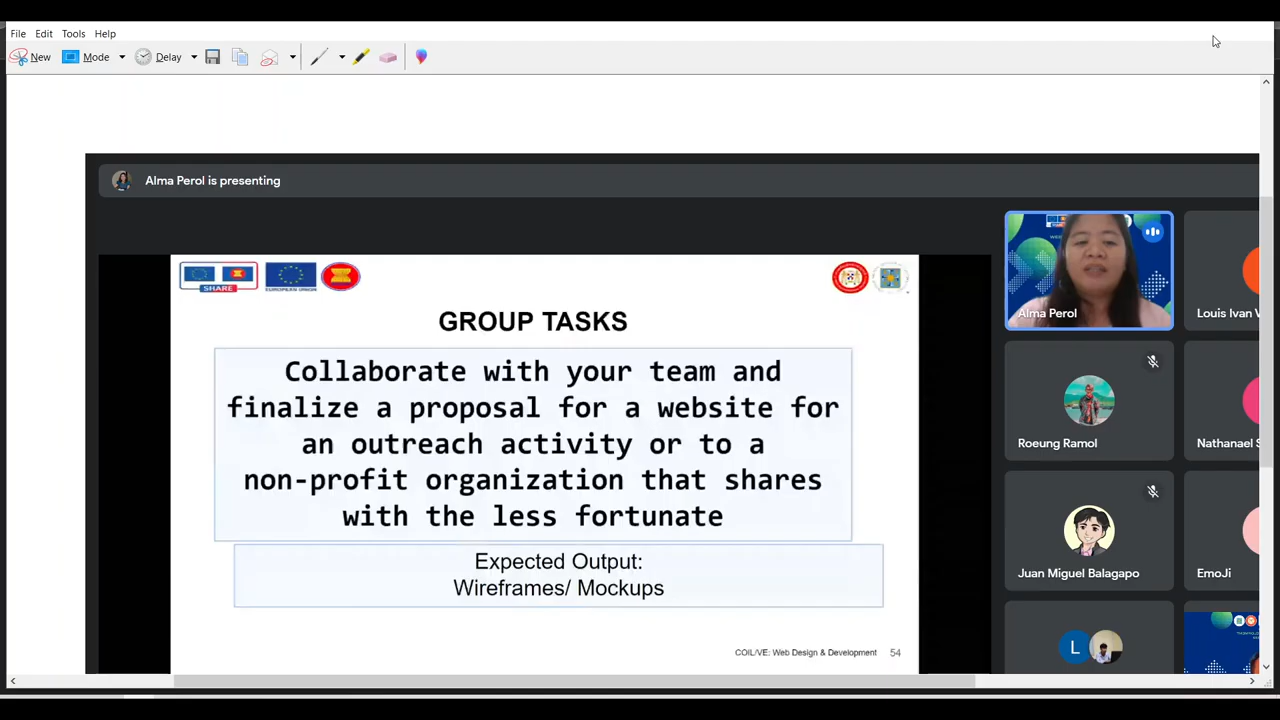 File Edit Tools Help
New Mode Delay
Alma Perol is presenting
SHARE
EUROPEAN UNION
GROUP TASKS
Collaborate with your team and
finalize a proposal for a website for
an outreach activity or to a
non-profit organization that shares
with the less fortunate
Expected Output:
Wireframes/ Mockups
COIL/VE: Web Design & Development 54
Alma Perol
Louis Ivan
Roeung Ramol
Nathanael
Juan Miguel Balagapo
EmoJi
L